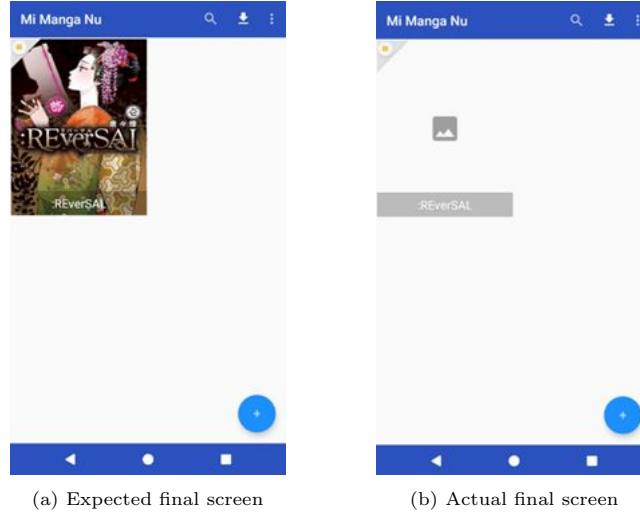 Mi Manga Nu
:REverSAL
:REverSAL
(a) Expected final screen
Mi Manga Nu
:REverSAL
(b) Actual final screen